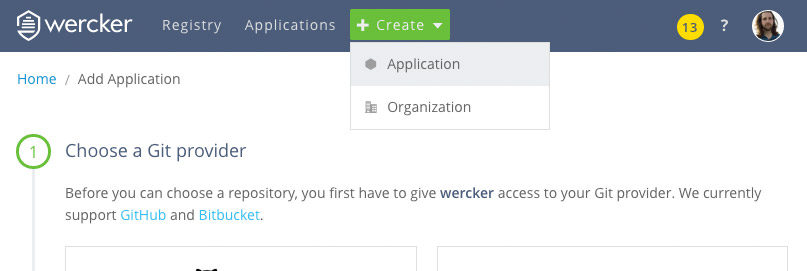 wercker Registry Applications + Create 13 ?
Application
Organization
Home / Add Application
1 Choose a Git provider
Before you can choose a repository, you first have to give wercker access to your Git provider. We currently
support GitHub and Bitbucket.